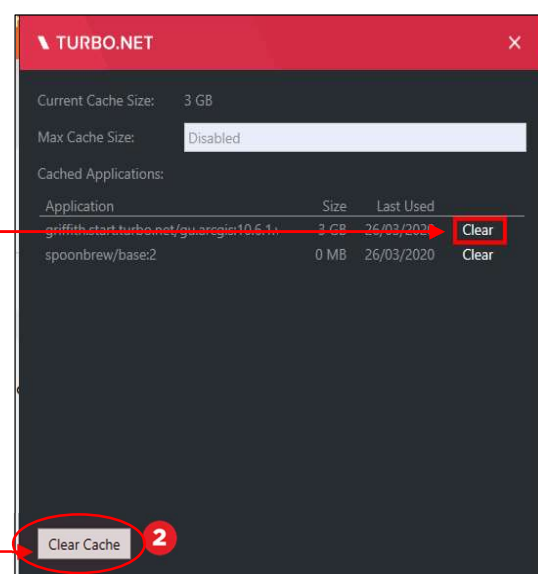 TURBO.NET
Current Cache Size: 3 GB
Max Cache Size: Disabled
Cached Applications:
Application Size Last Used
griffith.start.turbo.net/gu.arcgis:10.6.1 3 GB 26/03/2020 Clear
spoonbrew/base:2 0 MB 26/03/2020 Clear
Clear Cache 2